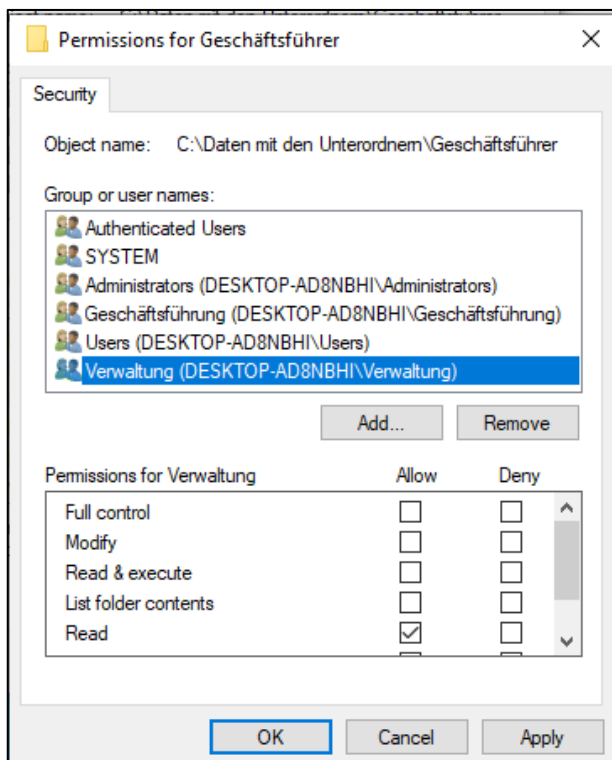 Permissions for Geschäftsführer
Security
Object name: C:\Daten mit den Unterordnern\Geschäftsführer
Group or user names:
Authenticated Users
SYSTEM
Administrators (DESKTOP-AD8NBHI\Administrators)
Geschäftsführung (DESKTOP-AD8NBHI\Geschäftsführung)
Users (DESKTOP-AD8NBHI\Users)
Verwaltung (DESKTOP-AD8NBHI\Verwaltung)
Add... Remove
Permissions for Verwaltung Allow Deny
Full control
Modify
Read & execute
List folder contents
Read
OK Cancel Apply